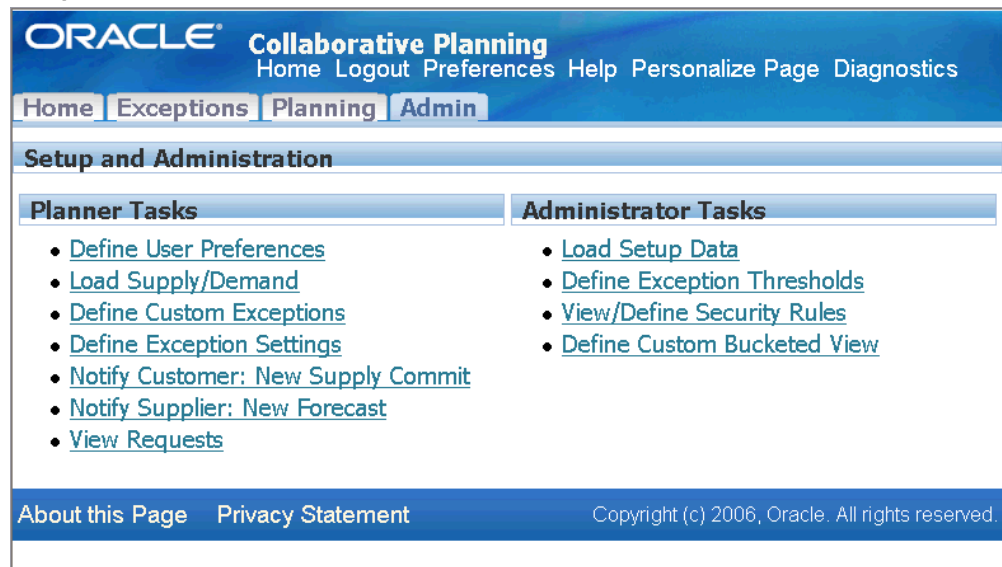 ORACLE Collaborative Planning
Home Logout Preferences Help Personalize Page Diagnostics
Home Exceptions Planning Admin
Setup and Administration
Planner Tasks
• Define User Preferences
• Load Supply/Demand
• Define Custom Exceptions
• Define Exception Settings
• Notify Customer: New Supply Commit
• Notify Supplier: New Forecast
• View Requests
Administrator Tasks
• Load Setup Data
• Define Exception Thresholds
• View/Define Security Rules
• Define Custom Bucketed View
About this Page Privacy Statement Copyright (c) 2006, Oracle. All rights reserved.